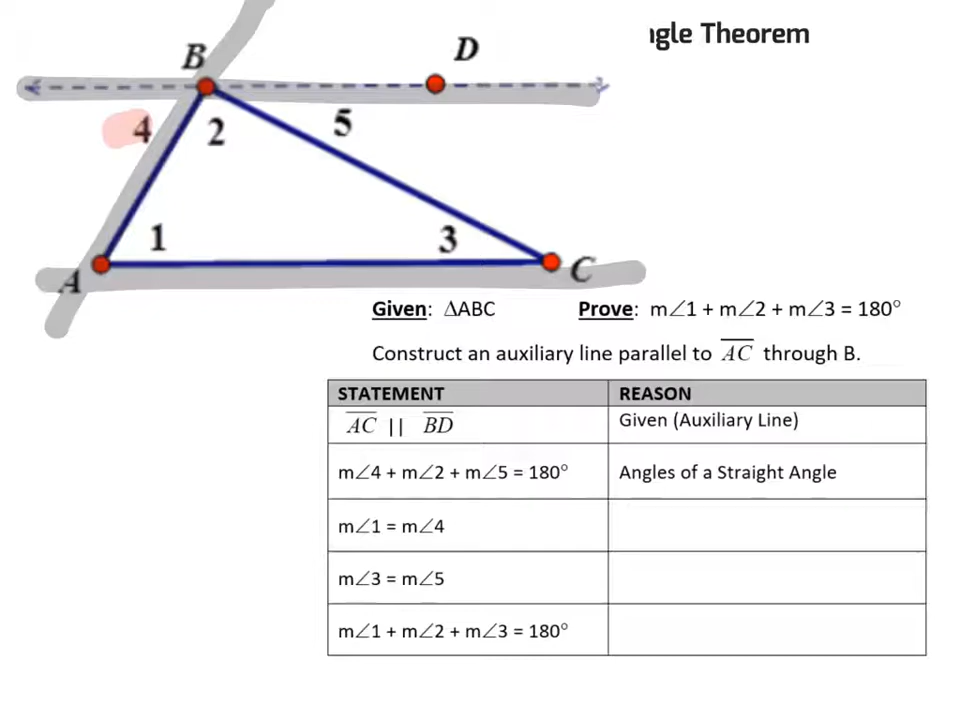 ıgle Theorem
B
D
4
2
5
1
3
A
C
Given: ΔABC Prove: m∠1 + m∠2 + m∠3 = 180°
Construct an auxiliary line parallel to AC through B.
STATEMENT REASON
AC || BD Given (Auxiliary Line)
m∠4 + m∠2 + m∠5 = 180° Angles of a Straight Angle
m∠1 = m∠4
m∠3 = m∠5
m∠1 + m∠2 + m∠3 = 180°